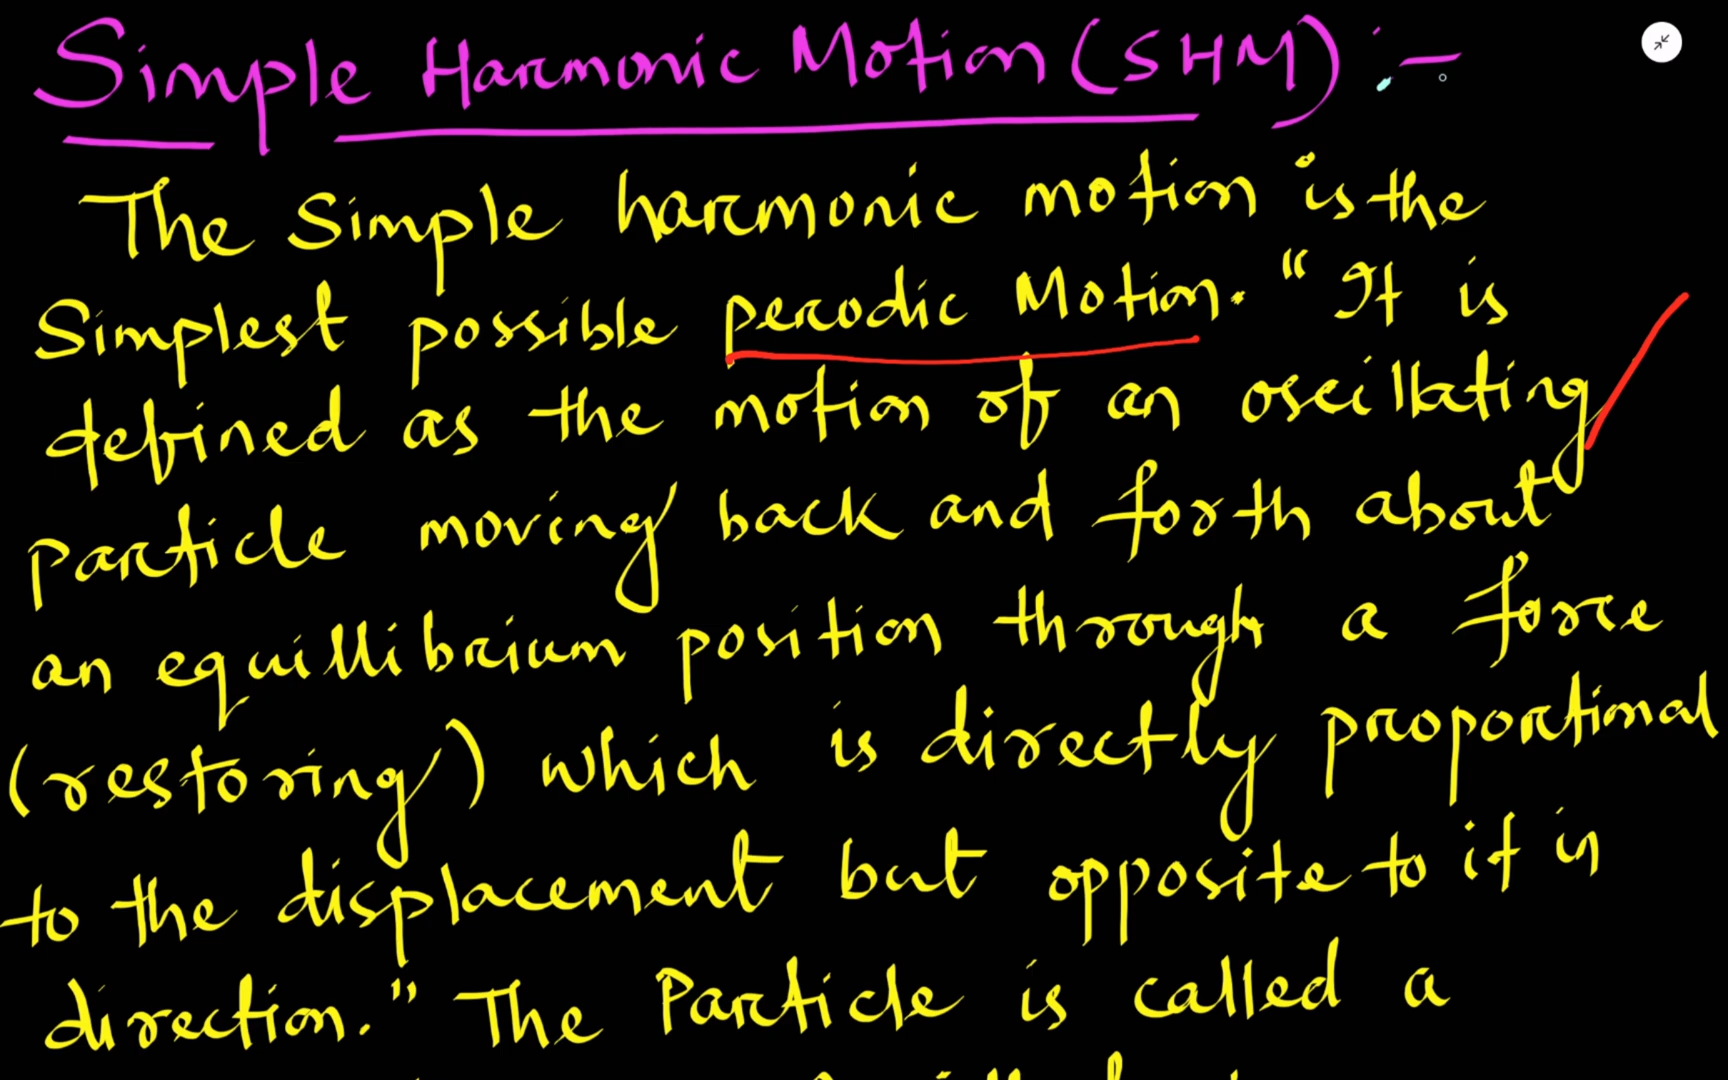 Simple Harmonic Motion (SHM) :-
The Simple harmonic motion is the
Simplest possible perodic Motion. "It is
defined as the motion of an oscillating
particle moving back and forth about
an equillibrium position through a force
(restoring) which is directly proportional
to the displacement but opposite to it in
direction." The Particle is called a